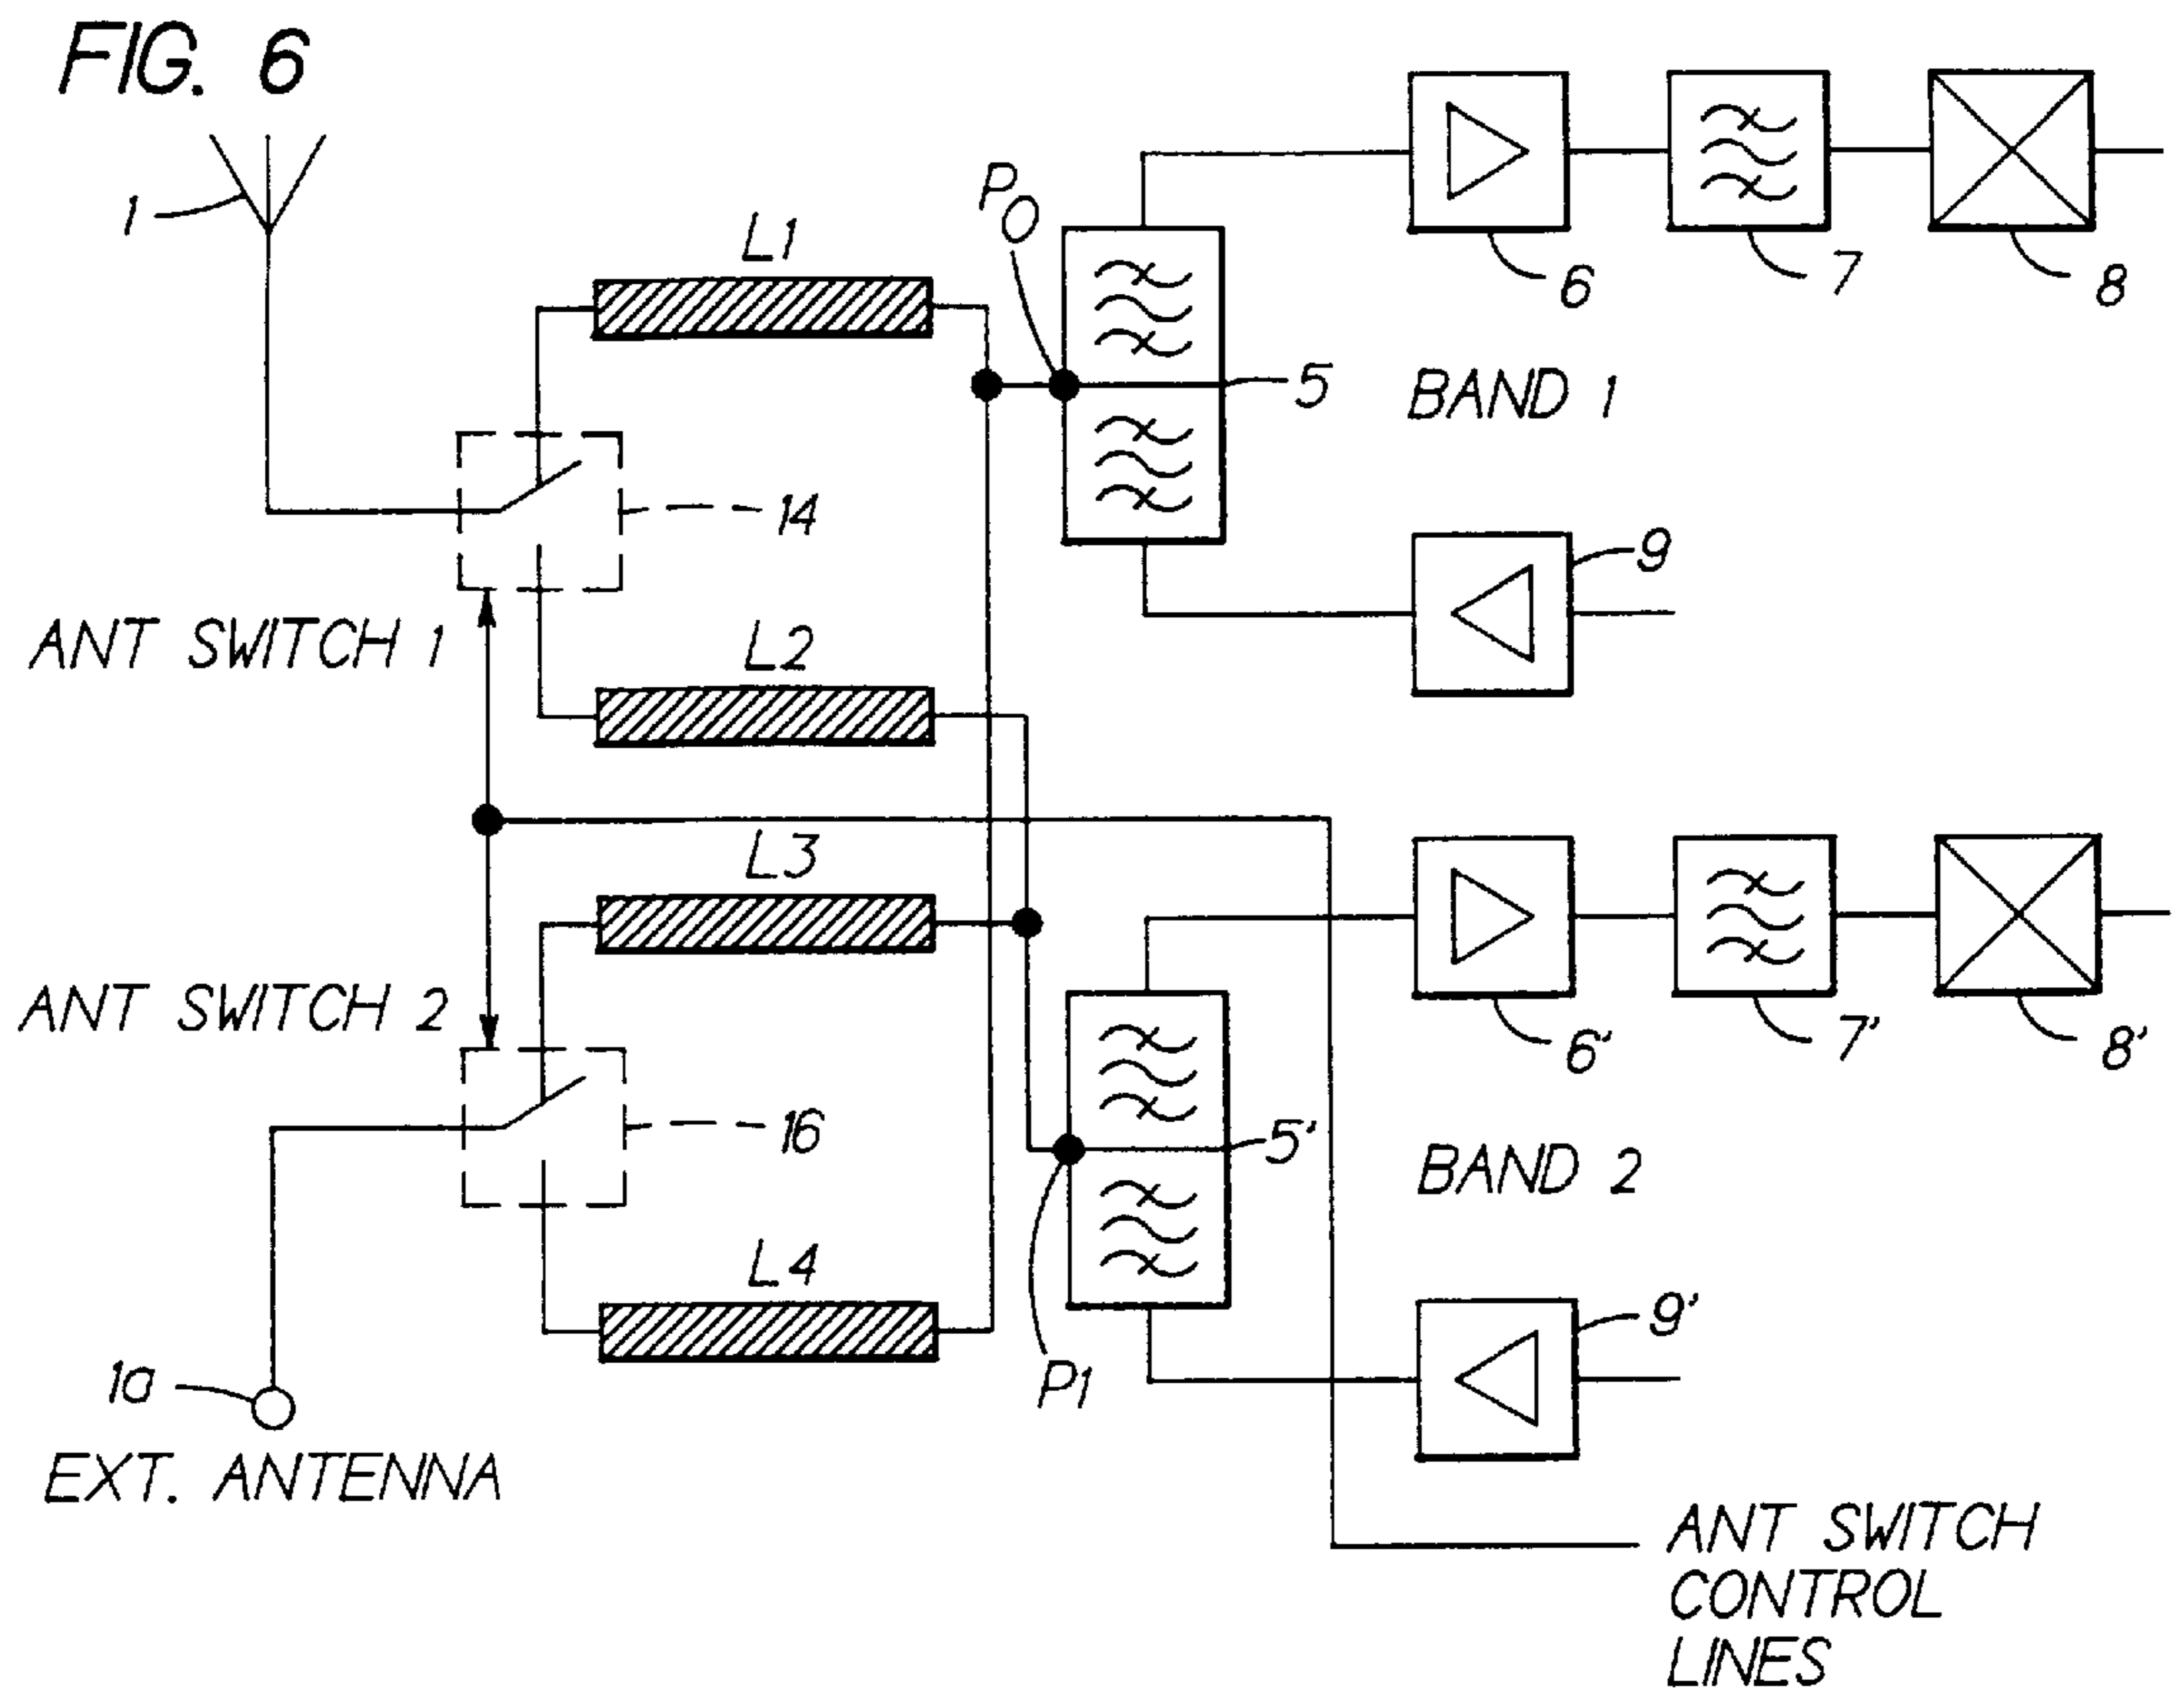 FIG. 6
1
L1
P0
6
7
8
5
BAND 1
14
9
ANT SWITCH 1
L2
L3
6'
7'
8'
ANT SWITCH 2
16
5'
BAND 2
L4
9'
1a
P1
EXT. ANTENNA
ANT SWITCH
CONTROL
LINES